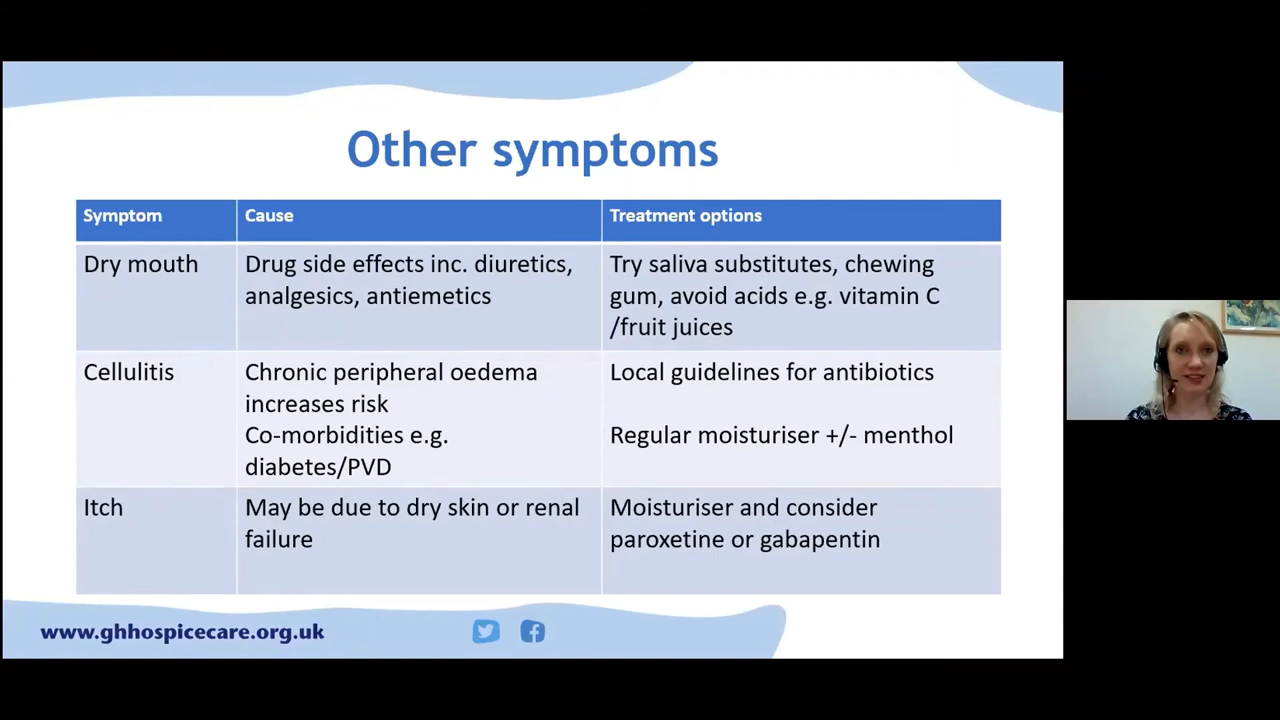 Other symptoms
Symptom
Cause
Treatment options
Dry mouth
Drug side effects inc. diuretics,
analgesics, antiemetics
Try saliva substitutes, chewing
gum, avoid acids e.g. vitamin C
/fruit juices
Cellulitis
Chronic peripheral oedema
increases risk
Co-morbidities e.g.
diabetes/PVD
Local guidelines for antibiotics
Regular moisturiser +/- menthol
Itch
May be due to dry skin or renal
failure
Moisturiser and consider
paroxetine or gabapentin
www.ghhospicecare.org.uk